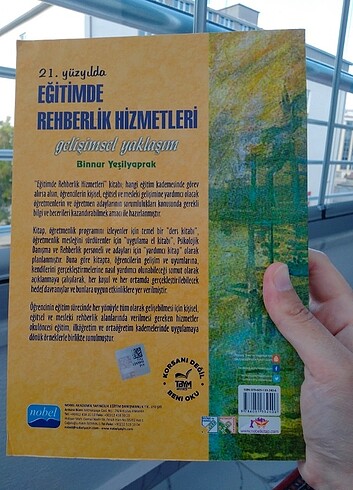 21. yüzyılda
EĞİTİMDE
REHBERLİK HİZMETLERİ
gelişimsel yaklaşım
Binnur Yeşilyaprak
"Eğitimde Rehberlik Hizmetleri" kitabı; hangi eğitim kademesinde görev
alırsa alsın, öğrencilerin kişisel, eğitsel ve mesleki gelişimine yardımcı olacak
öğretmenlerin ve öğretmen adaylarının sorumlulukları konusunda gerekli
bilgi ve becerileri kazandırabilmek amacı ile hazırlanmıştır.
Kitap, öğretmenlik programını izleyenler için temel bir "ders kitabı",
öğretmenlik mesleğini sürdürenler için "uygulama el kitabı", Psikolojik
Danışma ve Rehberlik personeli ve adayları için "yardımcı kitap" olarak
planlanmıştır. Buna göre kitapta, öğrencilerin gelişim ve uyumlarına,
kendilerini gerçekleştirmelerine nasıl yardımcı olunabileceği somut olarak
açıklanmaya çalışılarak, her koşul ve her ortamda gerçekleştirilebilecek
hedef davranışlar ve bunlara uygun etkinliklere yer verilmiştir.
Öğrencinin eğitim sürecinde her yönüyle tüm olarak gelişebilmesi için kişisel,
eğitsel ve mesleki rehberlik alanlarında verilmesi gereken hizmetler
okulöncesi eğitim, ilköğretim ve ortaöğretim kademelerinde uygulamaya
dönük örneklerle birlikte sunulmuştur.
KORSANI DEĞİL
BENİ OKU
nobel